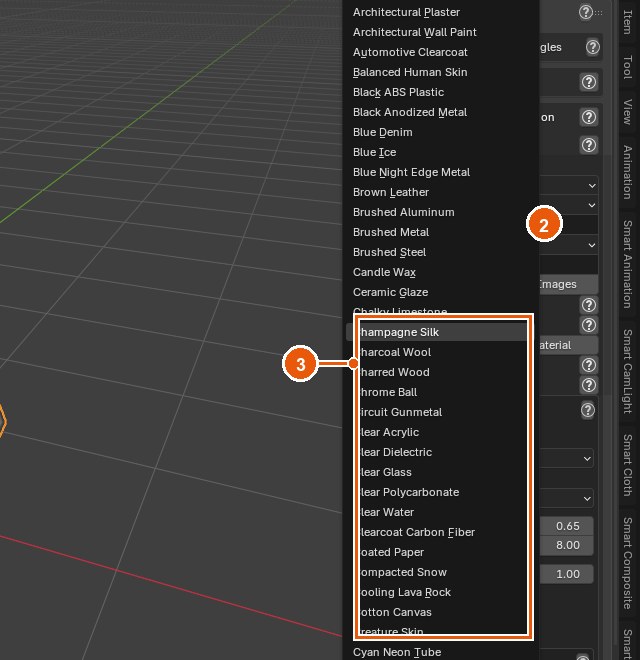 Architectural Plaster
Architectural Wall Paint
Automotive Clearcoat
Balanced Human Skin
Black ABS Plastic
Black Anodized Metal
Blue Denim
Blue Ice
Blue Night Edge Metal
Brown Leather
Brushed Aluminum
Brushed Metal
Brushed Steel
Candle Wax
Ceramic Glaze
Chalky Limestone
hampagne Silk
harcoal Wool
harred Wood
hrome Ball
ircuit Gunmetal
lear Acrylic
lear Dielectric
lear Glass
lear Polycarbonate
lear Water
learcoat Carbon Fiber
oated Paper
ompacted Snow
ooling Lava Rock
otton Canvas
reature Skin
Cyan Neon Tube
2
3
?
gles ?
?
on ?
?
Images
?
?
aterial
?
?
?
0.65
8.00
1.00
?
Item
Tool
View
Animation
Smart Animation
Smart CamLight
Smart Cloth
Smart Composite
Smart